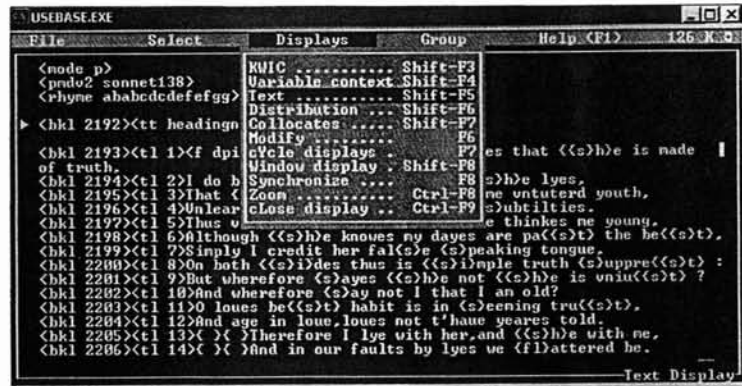 USEBASE.EXE
File Select Displays Group Help (F1) 126 K
<mode p>
<pmdv2 sonnet138>
<rhyme ababcdcdefefgg>
<bkl 2192><tt headingn
<bkl 2193><tl 1><f dpi es that {{s}h}e is made
of truth,
<bkl 2194><tl 2>I do b s}h}e lyes,
<bkl 2195><tl 3>That { me vntuterd youth,
<bkl 2196><tl 4>Vnlear s}ubtilties.
<bkl 2197><tl 5>Thus v e thinkes me young,
<bkl 2198><tl 6>Although {{s}h}e knowes my dayes are pa{{s}t} the be{{s}t},
<bkl 2199><tl 7>Simply I credit her fal{s}e {s}peaking tongue,
<bkl 2200><tl 8>On both {{s}i}des thus is {{s}i}mple truth {s}uppre{{s}t} :
<bkl 2201><tl 9>But wherefore {s}ayes {{s}h}e not {{s}h}e is vniu{{s}t} ?
<bkl 2202><tl 10>And wherefore {s}ay not I that I am old?
<bkl 2203><tl 11>O loues be{{s}t} habit is in {s}eeming tru{{s}t},
<bkl 2204><tl 12>And age in loue,loues not t'haue yeares told.
<bkl 2205><tl 13>{ }{ }Therefore I lye with her,and {{s}h}e with me,
<bkl 2206><tl 14>{ }{ }And in our faults by lyes we {fl}attered be.
KWIC ........... Shift-F3
Variable context Shift-F4
Text ........... Shift-F5
Distribution ... Shift-F6
Collocates ..... Shift-F7
Modify ......... F6
cYcle displays . F7
Window display . Shift-F8
Synchronize .... F8
Zoom ........... Ctrl-F8
cLose display .. Ctrl-F9
Text Display